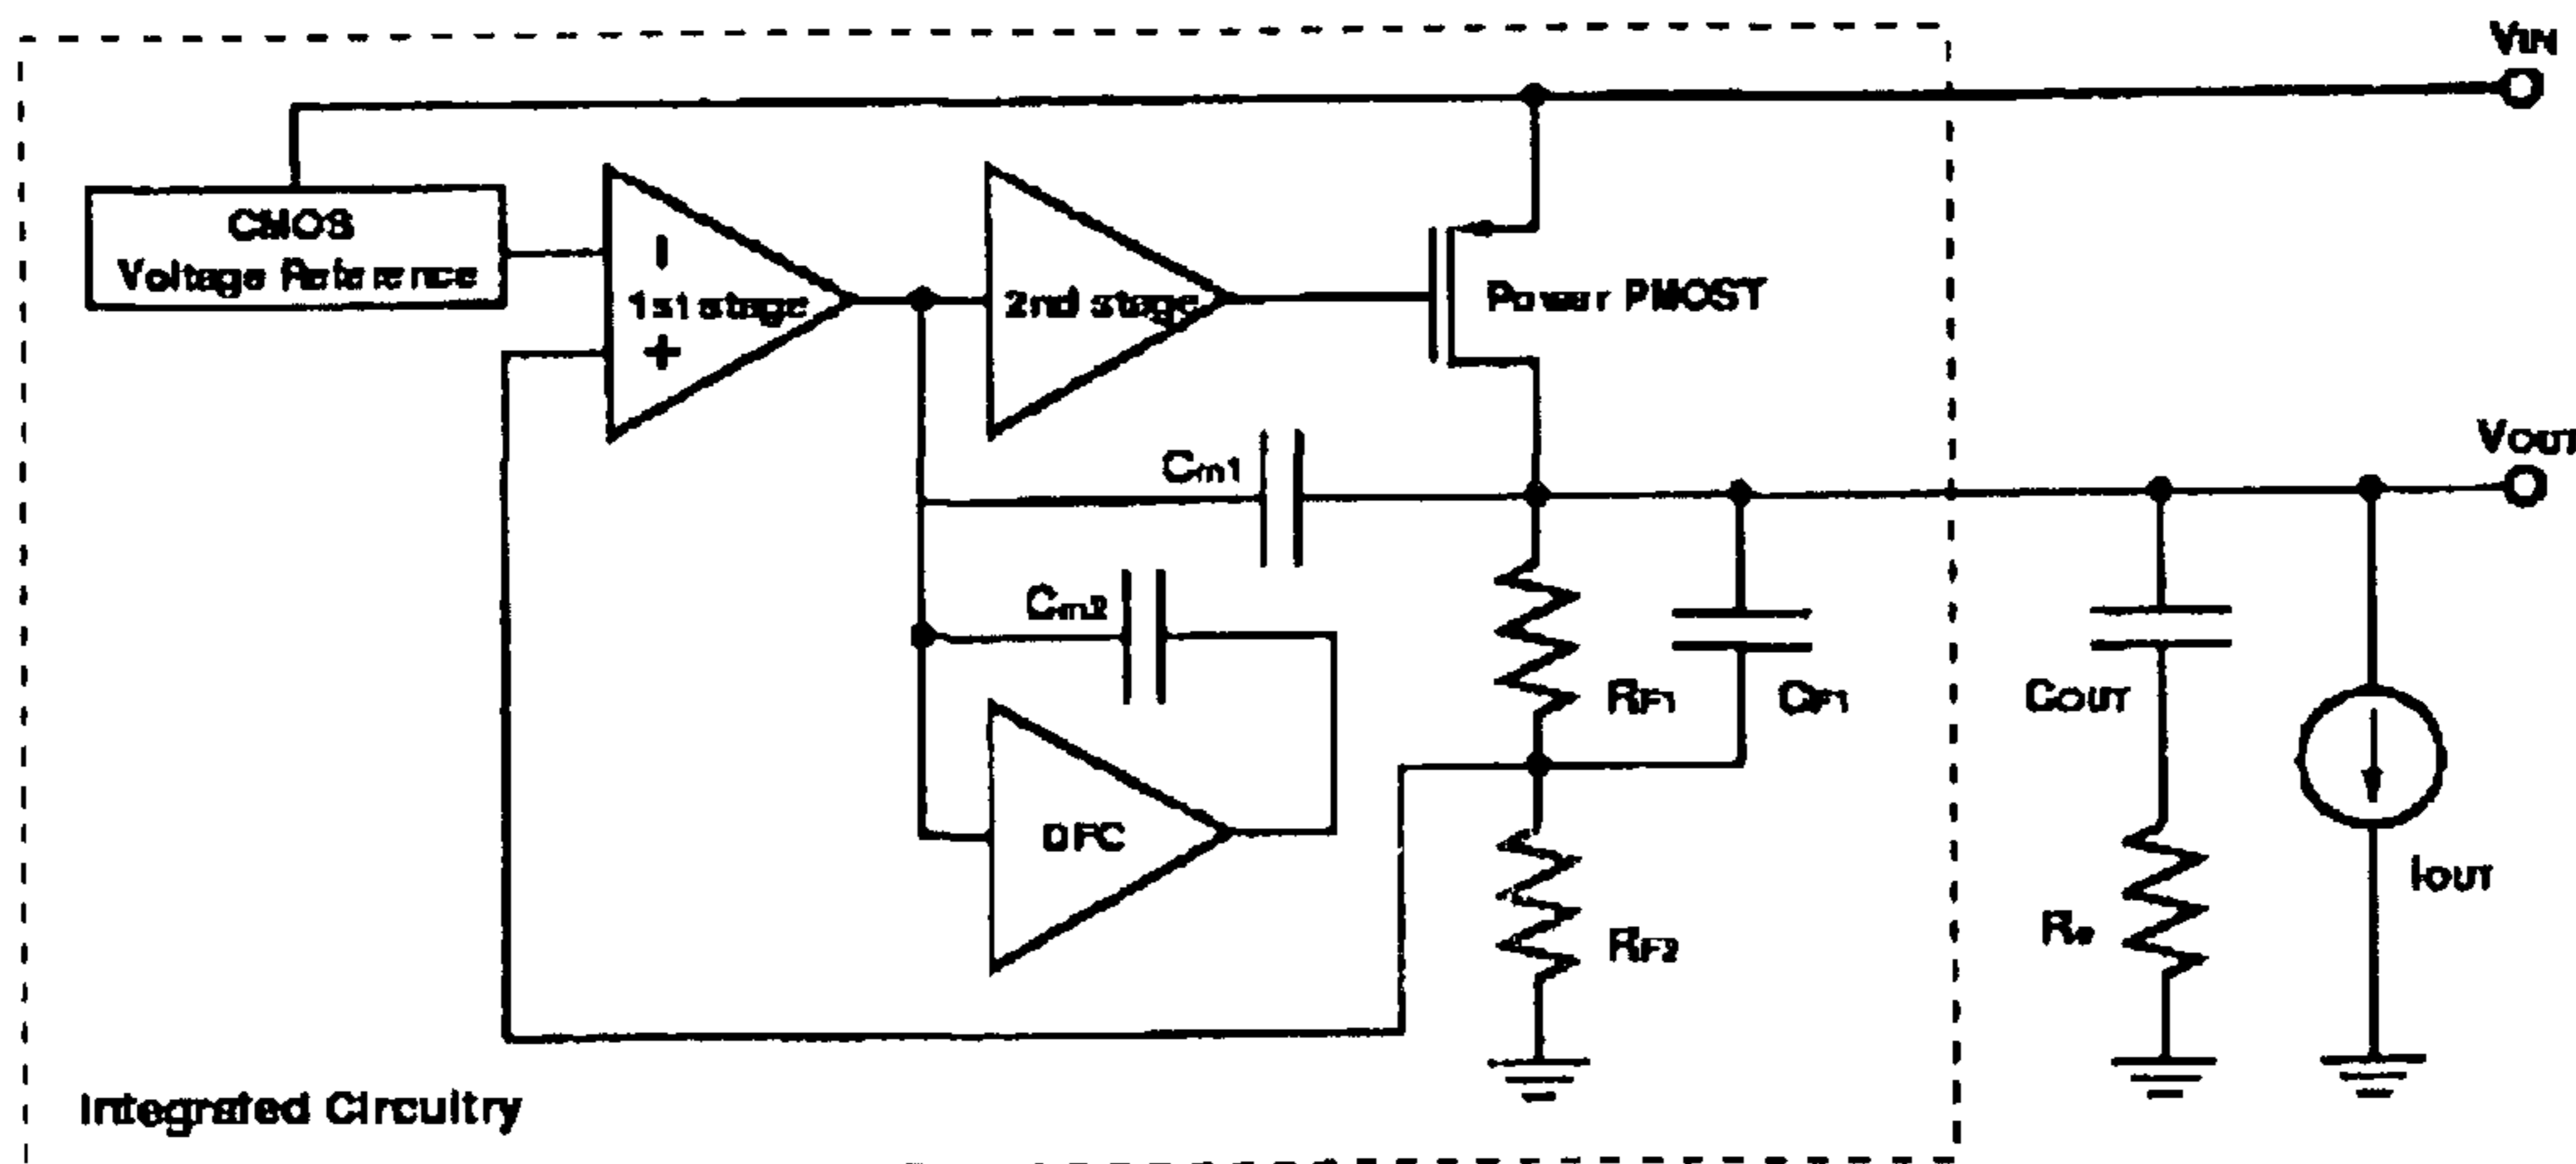 VIN
CMOS
Voltage Reference
-
1st stage
+
2nd stage
Power PMOST
VOUT
Cm1
Cm2
RF1
CF1
COUT
DFC
IOUT
Re
RF2
Integrated Circuitry